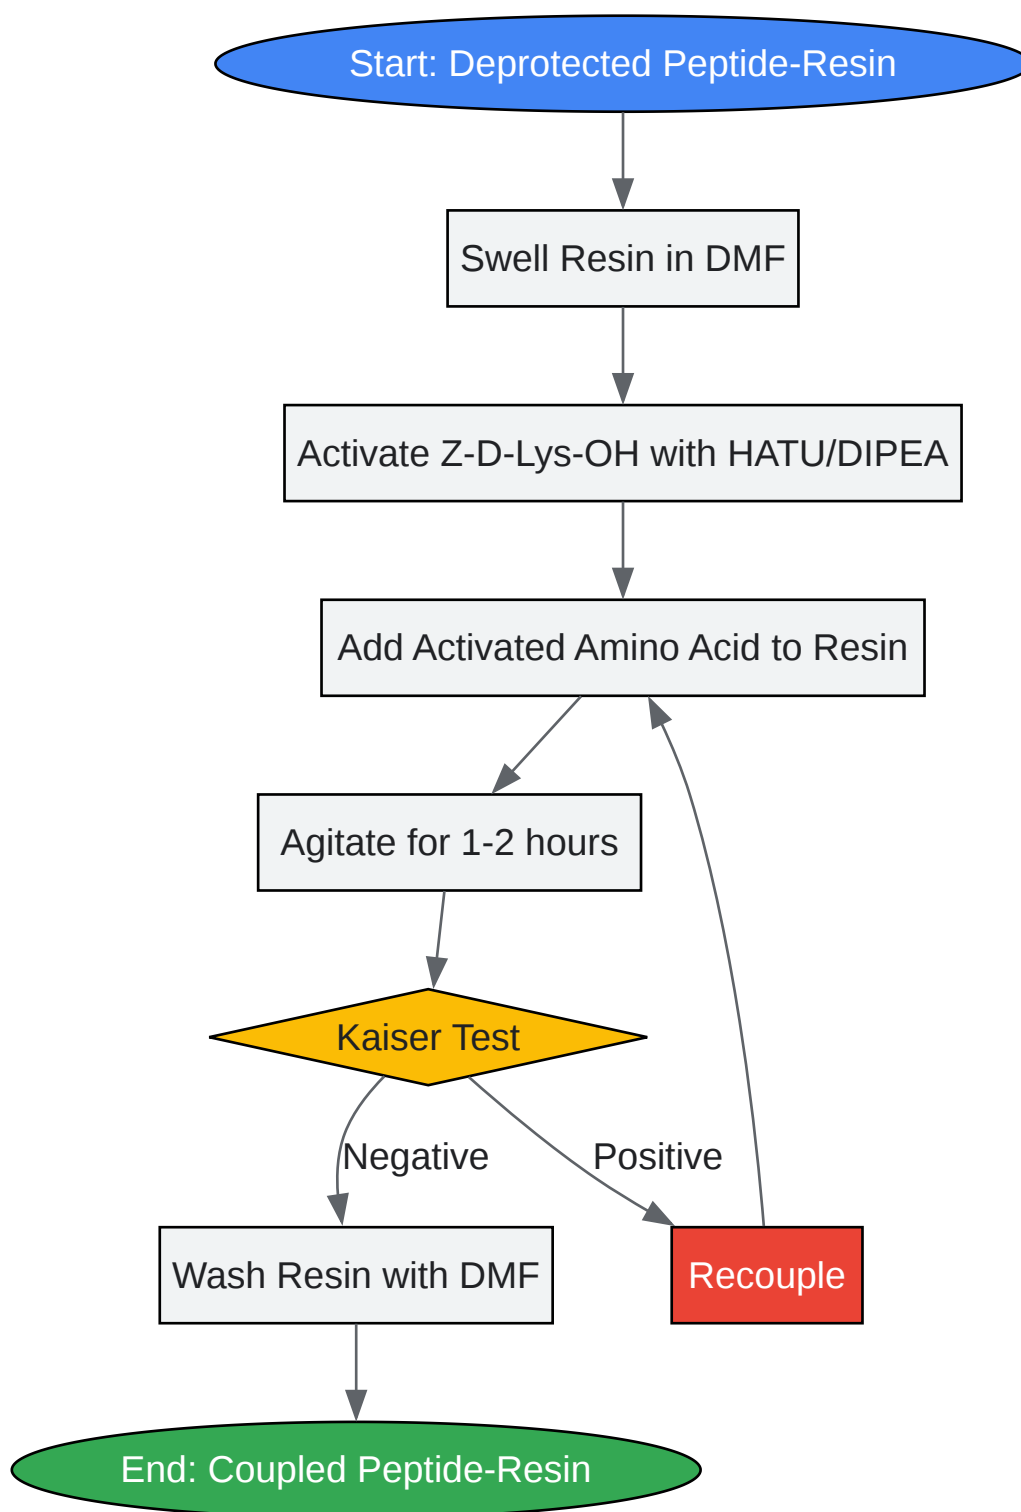 Start: Deprotected Peptide-Resin
Swell Resin in DMF
Activate Z-D-Lys-OH with HATU/DIPEA
Add Activated Amino Acid to Resin
Agitate for 1-2 hours
Kaiser Test
Negative
Positive
Wash Resin with DMF
Recouple
End: Coupled Peptide-Resin